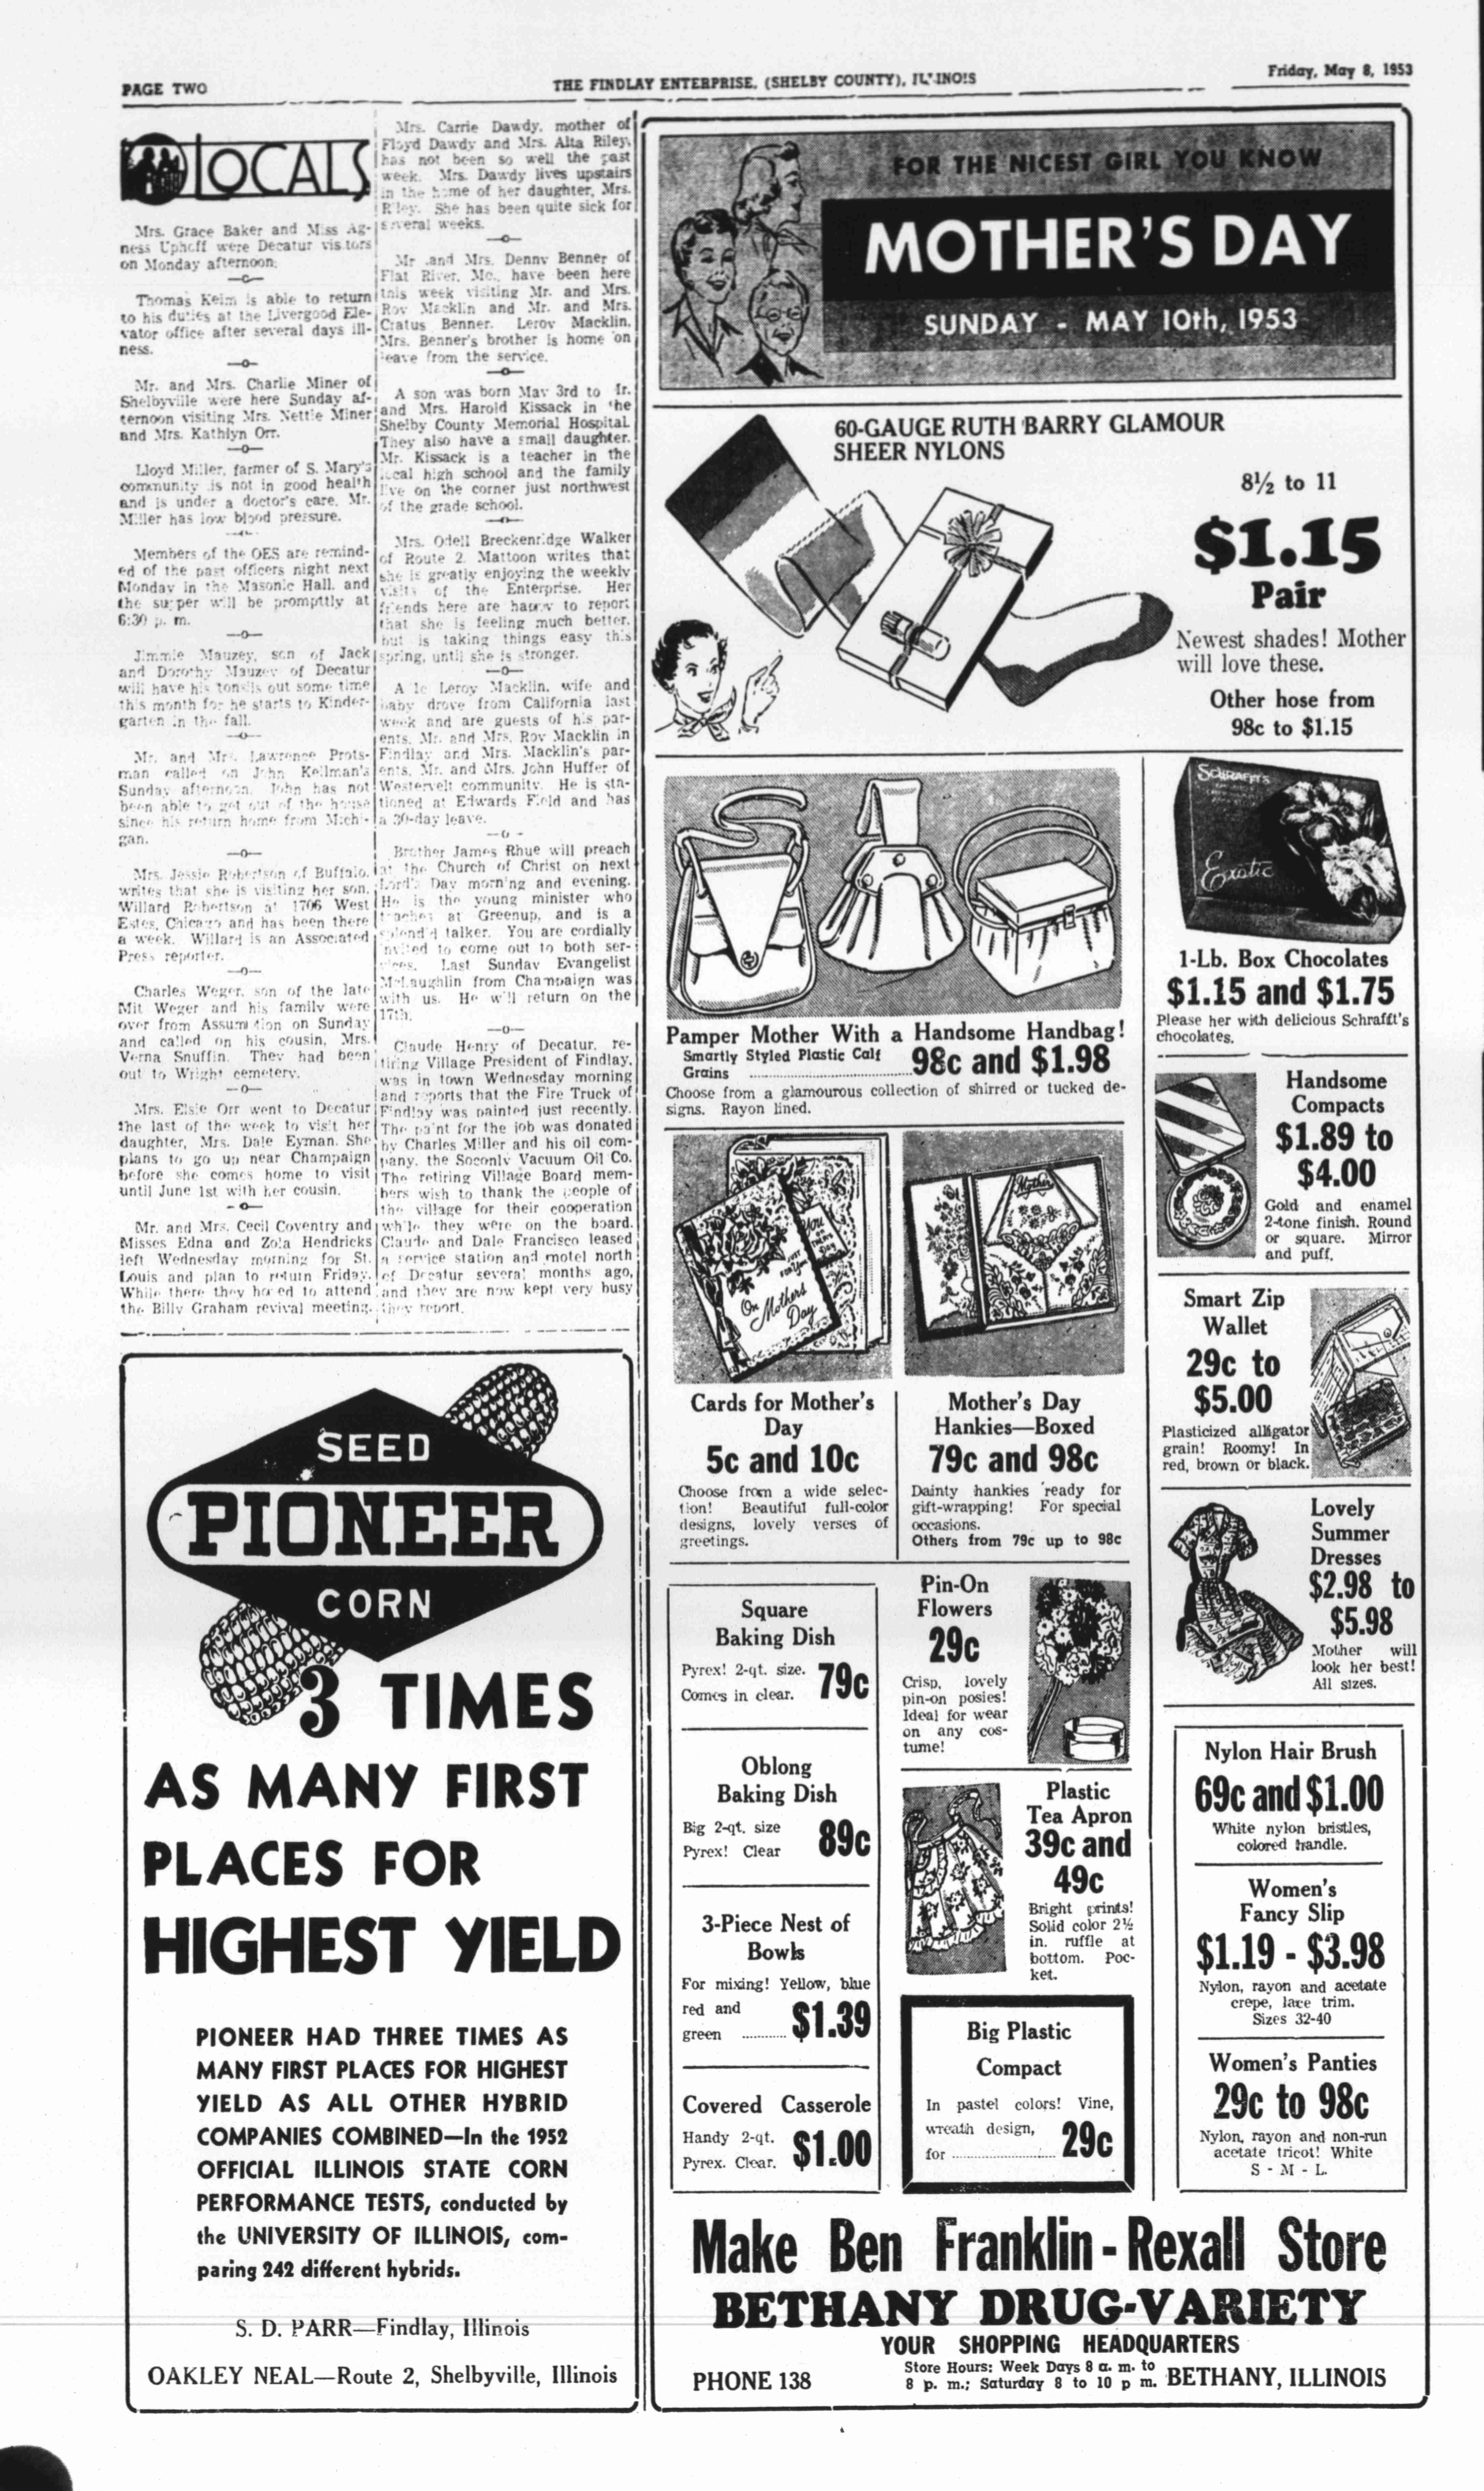 PAGE TWO
THE FINDLAY ENTERPRISE, (SHELBY COUNTY), ILLINOIS
Friday, May 8, 1953
LOCALS
Mrs. Grace Baker and Miss Ag-
ness Uphoff were Decatur visitors
on Monday afternoon.
—o—
Thomas Keim is able to return
to his duties at the Livergood Ele-
vator office after several days ill-
ness.
—o—
Mr. and Mrs. Charlie Miner of
Shelbyville were here Sunday af-
ternoon visiting Mrs. Nettie Miner
and Mrs. Kathlyn Orr.
—o—
Lloyd Miller, farmer of S. Mary's
community is not in good health
and is under a doctor's care. Mr.
Miller has low blood pressure.
Members of the OES are remind-
ed of the past officers night next
Monday in the Masonic Hall, and
the supper will be prompttly at
6:30 p. m.
—o—
Jimmie Mauzey, son of Jack
and Dorothy Mauzey of Decatur
will have his tonsils out some time
this month for he starts to Kinder-
garten in the fall.
—o—
Mr. and Mrs. Lawrence Prots-
man called on John Keilman's
Sunday afternoon. John has not
been able to get out of the house
since his return home from Michi-
gan.
—o—
Mrs. Jessie Robertson of Buffalo,
writes that she is visiting her son,
Willard Robertson at 1706 West
Estes, Chicago and has been there
a week. Willard is an Associated
Press reporter.
—o—
Charles Weger, son of the late
Mit Weger and his family were
over from Assumption on Sunday
and called on his cousin, Mrs.
Verna Snuffin. They had been
out to Wright cemetery.
—o—
Mrs. Elsie Orr went to Decatur
the last of the week to visit her
daughter, Mrs. Dale Eyman. She
plans to go up near Champaign
before she comes home to visit
until June 1st with her cousin.
—o—
Mr. and Mrs. Cecil Coventry and
Misses Edna and Zola Hendricks
left Wednesday morning for St.
Louis and plan to return Friday.
While there they hoped to attend
the Billy Graham revival meeting.
Mrs. Carrie Dawdy, mother of
Floyd Dawdy and Mrs. Alta Riley,
has not been so well the past
week. Mrs. Dawdy lives upstairs
in the home of her daughter, Mrs.
Riley. She has been quite sick for
several weeks.
—o—
Mr .and Mrs. Denny Benner of
Flat River, Mo., have been here
this week visiting Mr. and Mrs.
Roy Macklin and Mr. and Mrs.
Cratus Benner. Leroy Macklin,
Mrs. Benner's brother is home on
leave from the service.
—o—
A son was born May 3rd to
and Mrs. Harold Kissack in the
Shelby County Memorial Hospital.
They also have a small daughter.
Mr. Kissack is a teacher in the
local high school and the family
live on the corner just northwest
of the grade school.
—o—
Mrs. Odell Breckenridge Walker
of Route 2, Mattoon writes that
she is greatly enjoying the weekly
visits of the Enterprise. Her
friends here are happy to report
that she is feeling much better,
but is taking things easy this
spring, until she is stronger.
—o—
Leroy Macklin, wife and
baby drove from California last
week and are guests of his par-
ents, Mr. and Mrs. Roy Macklin in
Findlay and Mrs. Macklin's par-
ents, Mr. and Mrs. John Huffer of
Westervelt community. He is sta-
tioned at Edwards Field and has
a 30-day leave.
—o—
Brother James Rhue will preach
at the Church of Christ on next
Lord's Day morning and evening.
He is the young minister who
teaches at Greenup, and is a
splendid talker. You are cordially
invited to come out to both ser-
vices. Last Sunday Evangelist
McLaughlin from Champaign was
with us. He will return on the
17th.
—o—
Claude Henry of Decatur, re-
tiring Village President of Findlay,
was in town Wednesday morning
and reports that the Fire Truck of
Findlay was painted just recently.
The paint for the job was donated
by Charles Miller and his oil com-
pany, the Soconly Vacuum Oil Co.
The retiring Village Board mem-
bers wish to thank the people of
the village for their cooperation
while they were on the board.
Claude and Dale Francisco leased
a service station and motel north
of Decatur several months ago,
and they are now kept very busy
they report.
SEED
PIONEER
CORN
3 TIMES
AS MANY FIRST
PLACES FOR
HIGHEST YIELD
PIONEER HAD THREE TIMES AS
MANY FIRST PLACES FOR HIGHEST
YIELD AS ALL OTHER HYBRID
COMPANIES COMBINED—In the 1952
OFFICIAL ILLINOIS STATE CORN
PERFORMANCE TESTS, conducted by
the UNIVERSITY OF ILLINOIS, com-
paring 242 different hybrids.
S. D. PARR—Findlay, Illinois
OAKLEY NEAL—Route 2, Shelbyville, Illinois
FOR THE NICEST GIRL YOU KNOW
MOTHER'S DAY
SUNDAY - MAY 10th, 1953
60-GAUGE RUTH BARRY GLAMOUR
SHEER NYLONS
8½ to 11
$1.15
Pair
Newest shades! Mother
will love these.
Other hose from
98c to $1.15
Pamper Mother With a Handsome Handbag!
Smartly Styled Plastic Calf
Grains ........ 98c and $1.98
Choose from a glamourous collection of shirred or tucked de-
signs. Rayon lined.
SCHRAFFT'S
Exotic
1-Lb. Box Chocolates
$1.15 and $1.75
Please her with delicious Schrafft's
chocolates.
Handsome
Compacts
$1.89 to
$4.00
Gold and enamel
2-tone finish. Round
or square. Mirror
and puff.
On Mothers Day
Mother
Cards for Mother's
Day
5c and 10c
Choose from a wide selec-
tion! Beautiful full-color
designs, lovely verses of
greetings.
Mother's Day
Hankies—Boxed
79c and 98c
Dainty hankies ready for
gift-wrapping! For special
occasions.
Others from 79c up to 98c
Smart Zip
Wallet
29c to
$5.00
Plasticized alligator
grain! Roomy! In
red, brown or black.
Lovely
Summer
Dresses
$2.98 to
$5.98
Mother will
look her best!
All sizes.
Square
Baking Dish
Pyrex! 2-qt. size.
Comes in clear. 79c
Oblong
Baking Dish
Big 2-qt. size
Pyrex! Clear 89c
3-Piece Nest of
Bowls
For mixing! Yellow, blue
red and
green ........ $1.39
Covered Casserole
Handy 2-qt.
Pyrex. Clear. $1.00
Pin-On
Flowers
29c
Crisp, lovely
pin-on posies!
Ideal for wear
on any cos-
tume!
Plastic
Tea Apron
39c and
49c
Bright prints!
Solid color 2½
in. ruffle at
bottom. Poc-
ket.
Big Plastic
Compact
In pastel colors! Vine,
wreath design,
for ........ 29c
Nylon Hair Brush
69c and $1.00
White nylon bristles,
colored handle.
Women's
Fancy Slip
$1.19 - $3.98
Nylon, rayon and acetate
crepe, lace trim.
Sizes 32-40
Women's Panties
29c to 98c
Nylon, rayon and non-run
acetate tricot! White
S - M - L.
Make Ben Franklin - Rexall Store
BETHANY DRUG-VARIETY
YOUR SHOPPING HEADQUARTERS
PHONE 138
Store Hours: Week Days 8 a. m. to
8 p. m.; Saturday 8 to 10 p m.
BETHANY, ILLINOIS